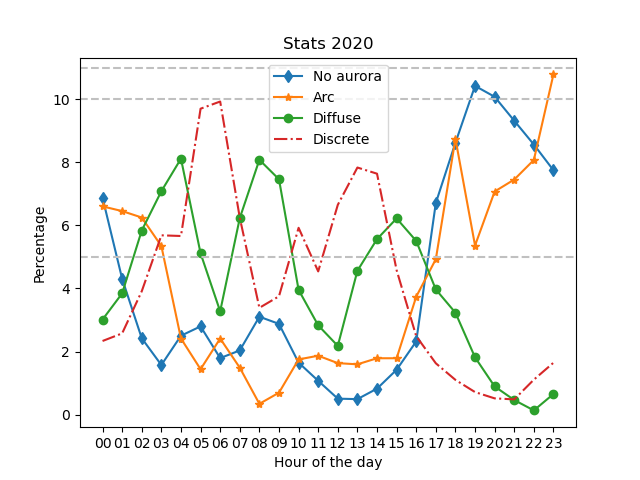 Stats 2020
No aurora
Arc
Diffuse
Discrete
Percentage
10
8
6
4
2
0
00 01 02 03 04 05 06 07 08 09 10 11 12 13 14 15 16 17 18 19 20 21 22 23
Hour of the day